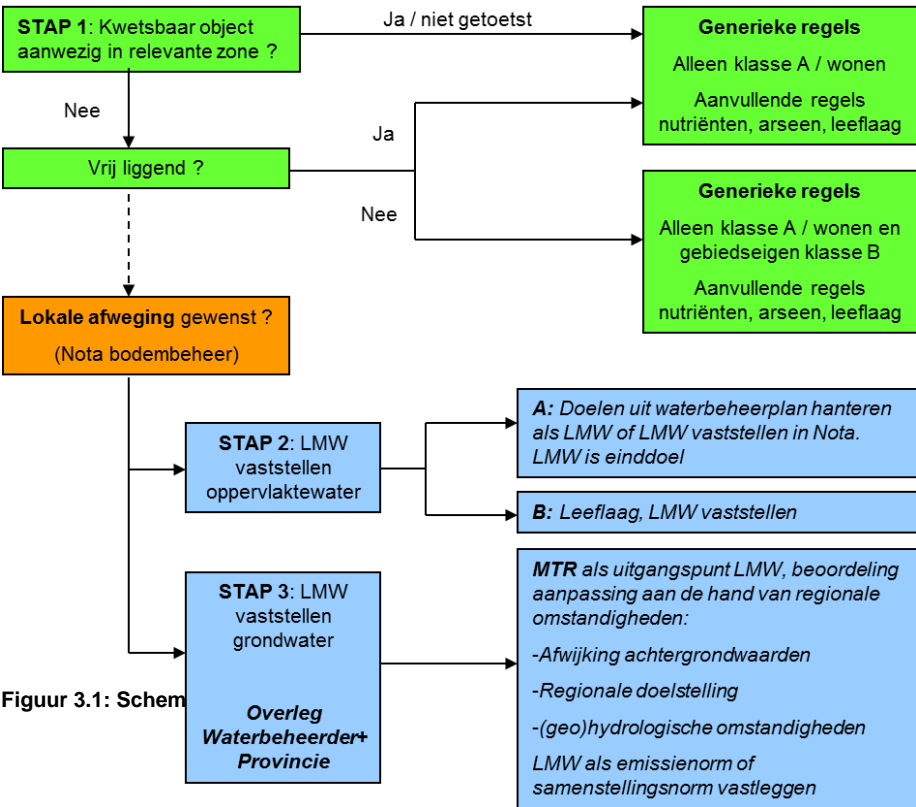 STAP 1: Kwetsbaar object
aanwezig in relevante zone ?
Ja / niet getoetst
Generieke regels
Alleen klasse A / wonen
Aanvullende regels
nutriënten, arseen, leeflaag
Nee
Vrij liggend ?
Ja
Nee
Generieke regels
Alleen klasse A / wonen en
gebiedseigen klasse B
Aanvullende regels
nutriënten, arseen, leeflaag
Lokale afweging gewenst ?
(Nota bodembeheer)
STAP 2: LMW
vaststellen
oppervlaktewater
A: Doelen uit waterbeheerplan hanteren
als LMW of LMW vaststellen in Nota.
LMW is einddoel
B: Leeflaag, LMW vaststellen
STAP 3: LMW
vaststellen
grondwater
Overleg
Waterbeheerder+
Provincie
MTR als uitgangspunt LMW, beoordeling
aanpassing aan de hand van regionale
omstandigheden:
-Afwijking achtergrondwaarden
-Regionale doelstelling
-(geo)hydrologische omstandigheden
LMW als emissienorm of
samenstellingsnorm vastleggen
Figuur 3.1: Schem